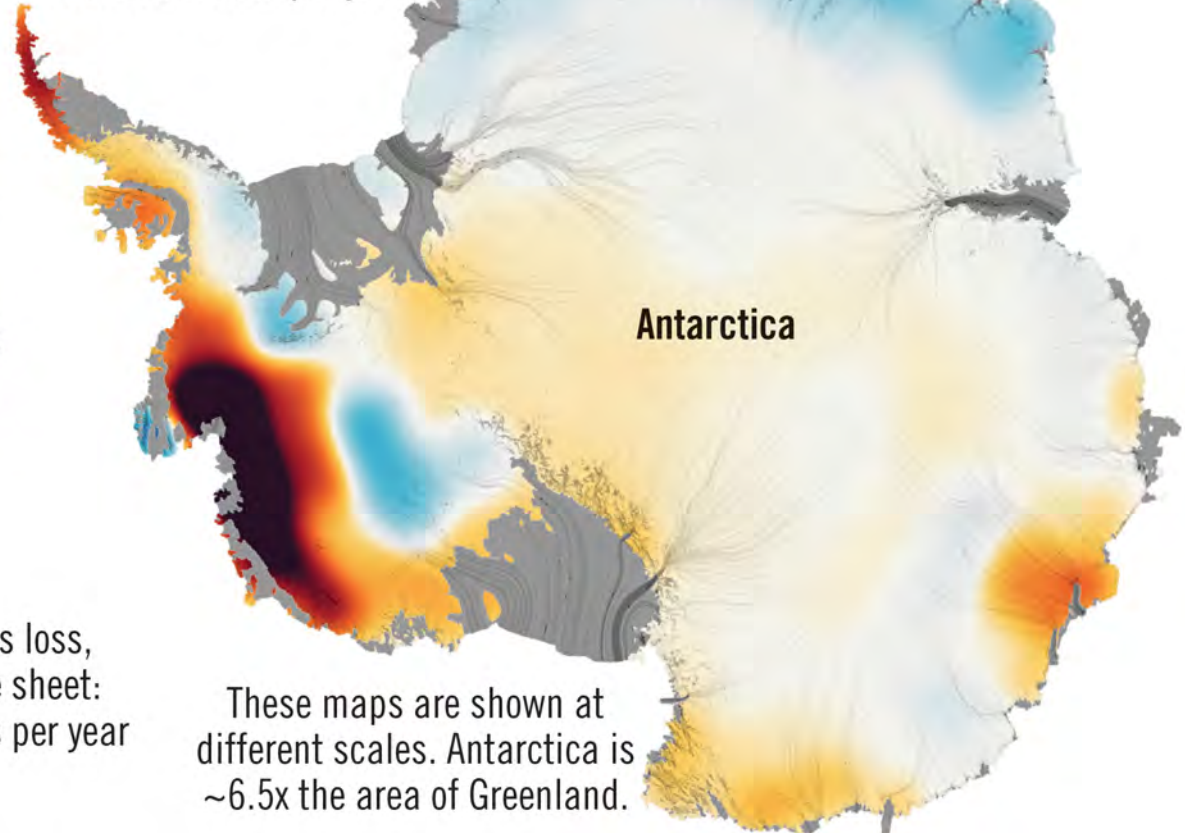 Antarctica
s loss,
e sheet:
s per year
These maps are shown at
different scales. Antarctica is
~6.5x the area of Greenland.